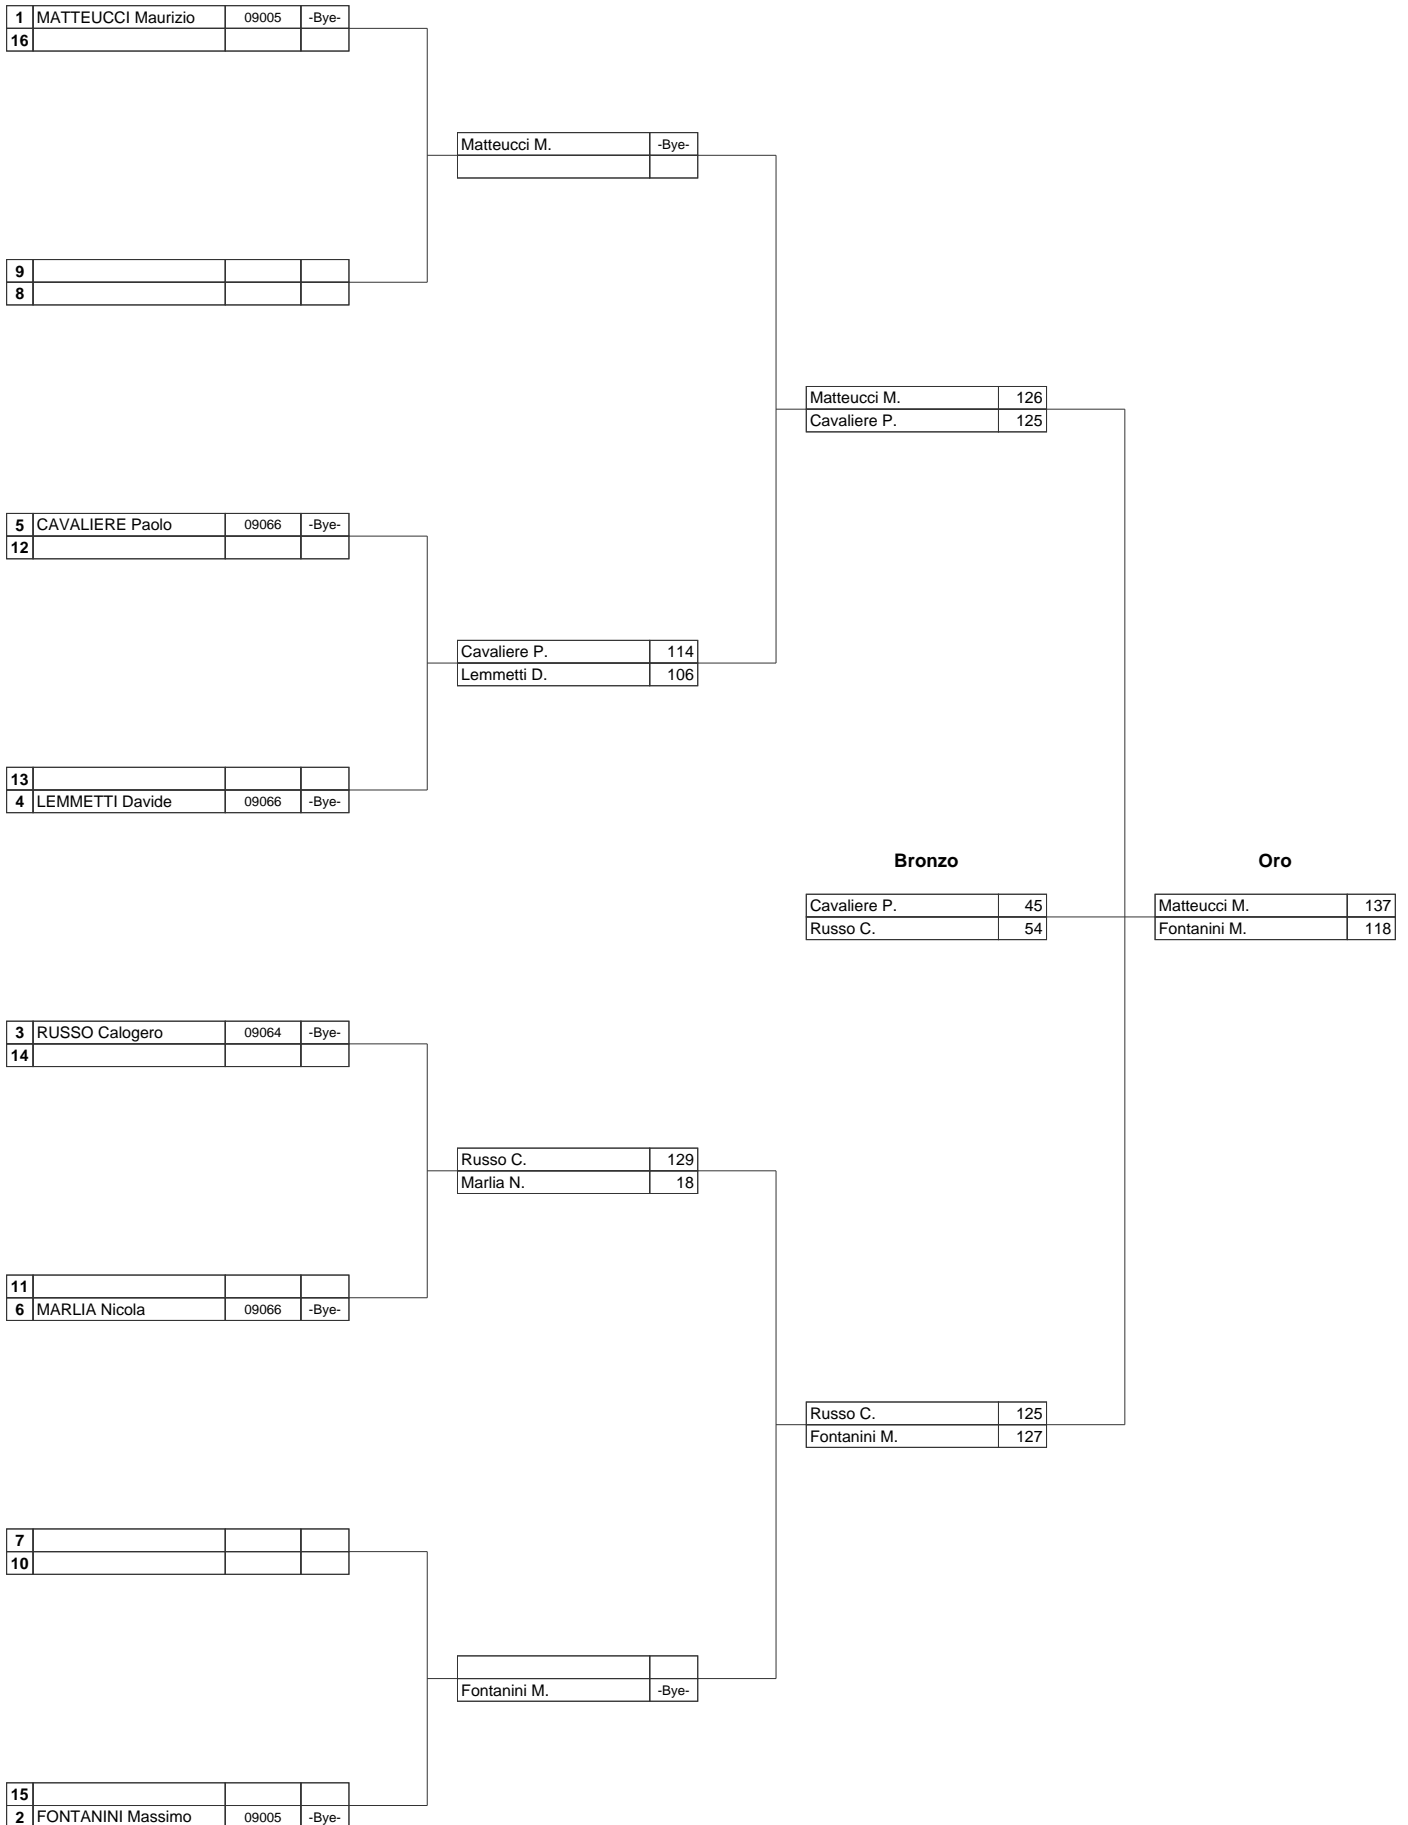 1 MATTEUCCI Maurizio 09005 -Bye-
16
Matteucci M. -Bye-
9
8
Matteucci M. 126
Cavaliere P. 125
5 CAVALIERE Paolo 09066 -Bye-
12
Cavaliere P. 114
Lemmetti D. 106
13
4 LEMMETTI Davide 09066 -Bye-
Bronzo Oro
Cavaliere P. 45 Matteucci M. 137
Russo C. 54 Fontanini M. 118
3 RUSSO Calogero 09064 -Bye-
14
Russo C. 129
Marlia N. 18
11
6 MARLIA Nicola 09066 -Bye-
Russo C. 125
Fontanini M. 127
7
10
Fontanini M. -Bye-
15
2 FONTANINI Massimo 09005 -Bye-